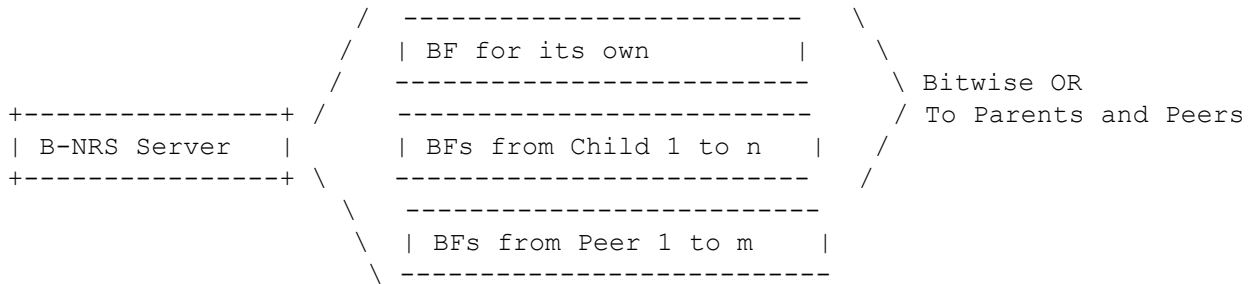 BF for its own
Bitwise OR
To Parents and Peers
B-NRS Server
BFs from Child 1 to n
BFs from Peer 1 to m